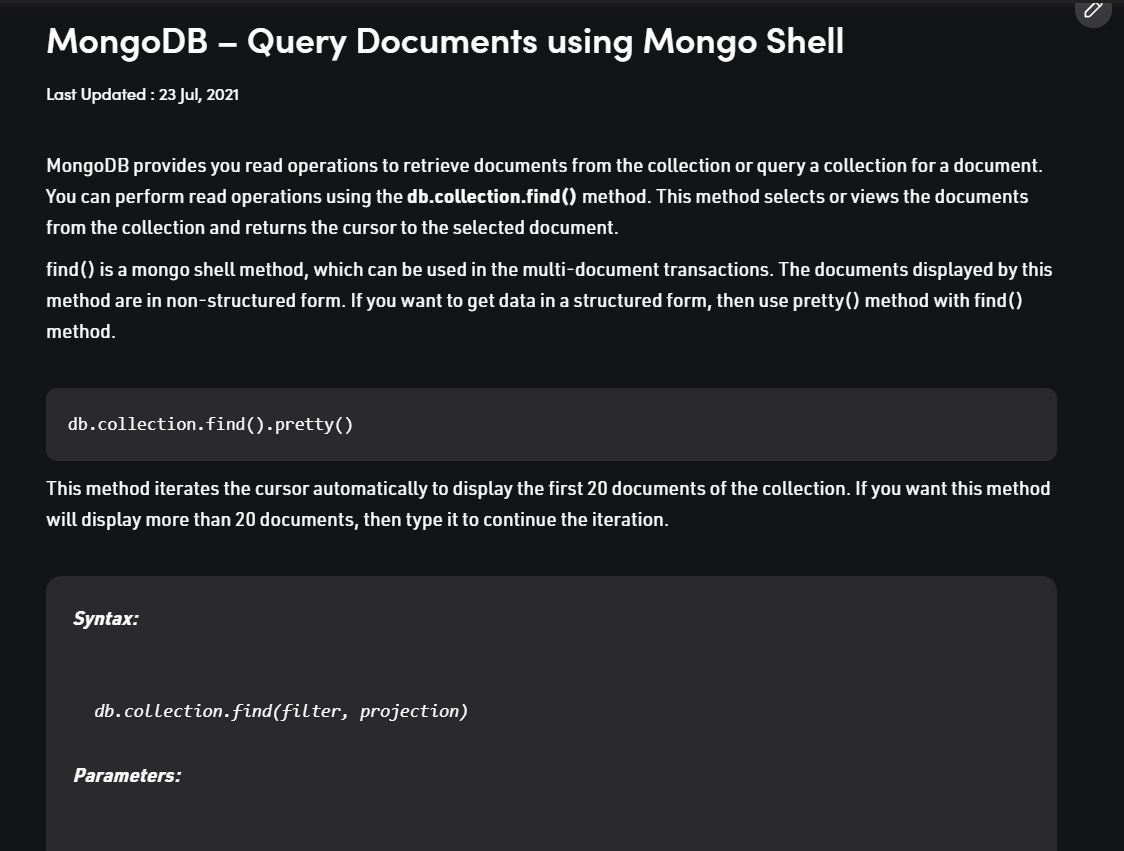 MongoDB – Query Documents using Mongo Shell
Last Updated : 23 Jul, 2021
MongoDB provides you read operations to retrieve documents from the collection or query a collection for a document.
You can perform read operations using the db.collection.find() method. This method selects or views the documents
from the collection and returns the cursor to the selected document.
find() is a mongo shell method, which can be used in the multi-document transactions. The documents displayed by this
method are in non-structured form. If you want to get data in a structured form, then use pretty() method with find()
method.
db.collection.find().pretty()
This method iterates the cursor automatically to display the first 20 documents of the collection. If you want this method
will display more than 20 documents, then type it to continue the iteration.
Syntax:
db.collection.find(filter, projection)
Parameters: